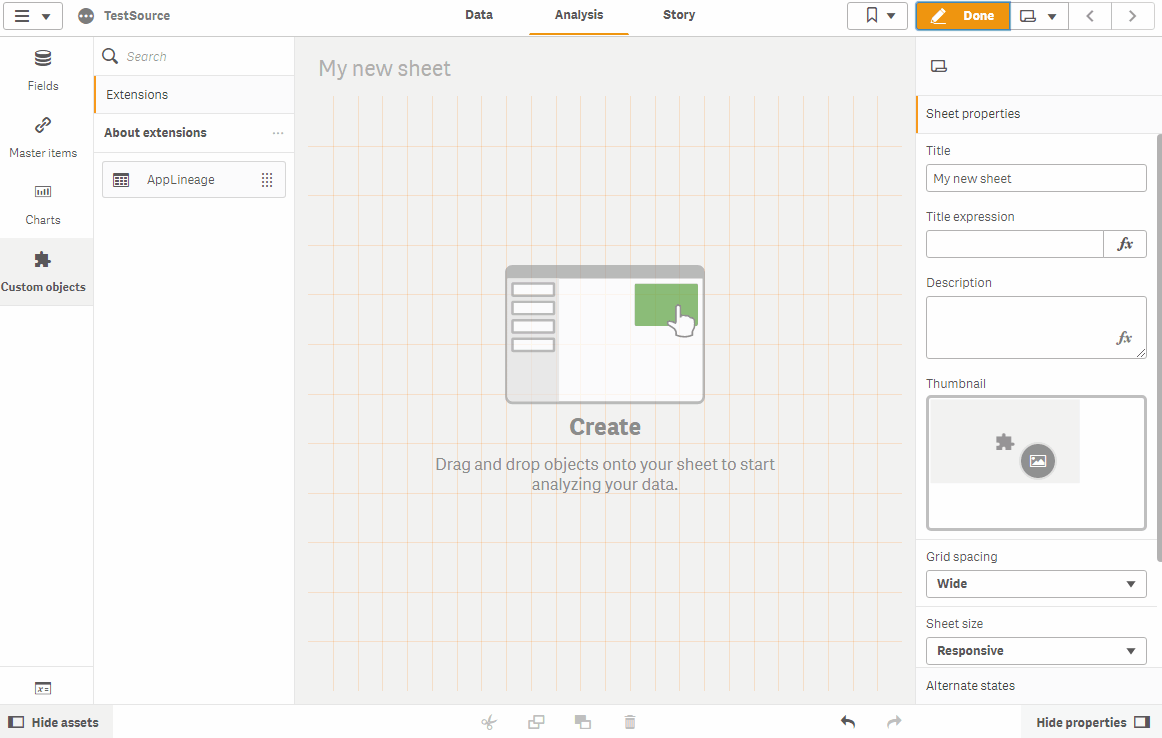 TestSource
Data
Analysis
Story
Done
Fields
Master items
Charts
Custom objects
Search
Extensions
About extensions
AppLineage
My new sheet
Create
Drag and drop objects onto your sheet to start
analyzing your data.
Sheet properties
Title
My new sheet
Title expression
fx
Description
fx
Thumbnail
Grid spacing
Wide
Sheet size
Responsive
Alternate states
Hide assets
Hide properties